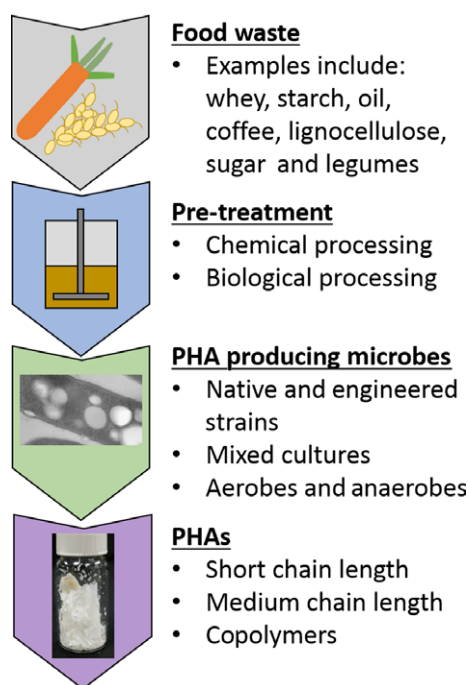 Food waste
• Examples include:
whey, starch, oil,
coffee, lignocellulose,
sugar and legumes
Pre-treatment
• Chemical processing
• Biological processing
PHA producing microbes
• Native and engineered
strains
• Mixed cultures
• Aerobes and anaerobes
PHAs
• Short chain length
• Medium chain length
• Copolymers